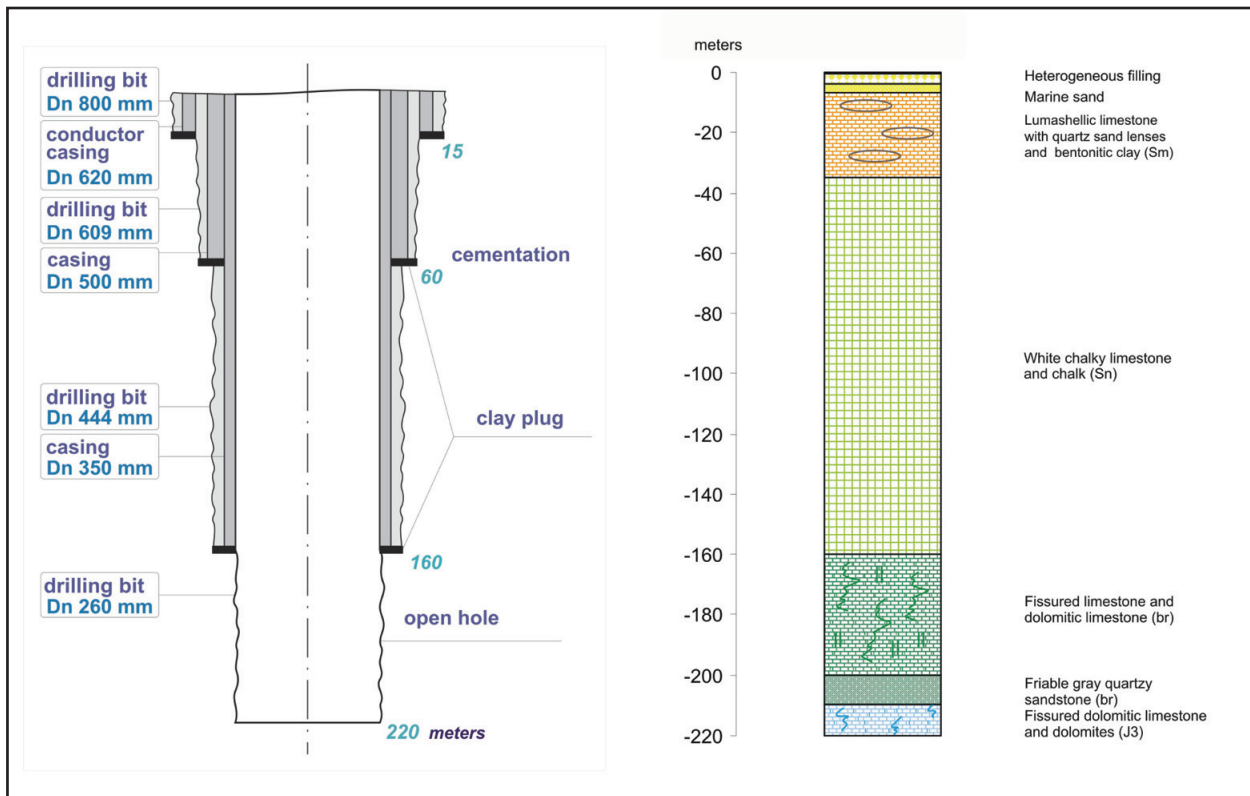 drilling bit
Dn 800 mm
conductor
casing
Dn 620 mm
drilling bit
Dn 609 mm
casing
Dn 500 mm
drilling bit
Dn 444 mm
casing
Dn 350 mm
drilling bit
Dn 260 mm
15
cementation
60
clay plug
160
open hole
220 meters
meters
0
-20
-40
-60
-80
-100
-120
-140
-160
-180
-200
-220
Heterogeneous filling
Marine sand
Lumashellic limestone
with quartz sand lenses
and bentonitic clay (Sm)
White chalky limestone
and chalk (Sn)
Fissured limestone and
dolomitic limestone (br)
Friable gray quartzy
sandstone (br)
Fissured dolomitic limestone
and dolomites (J3)